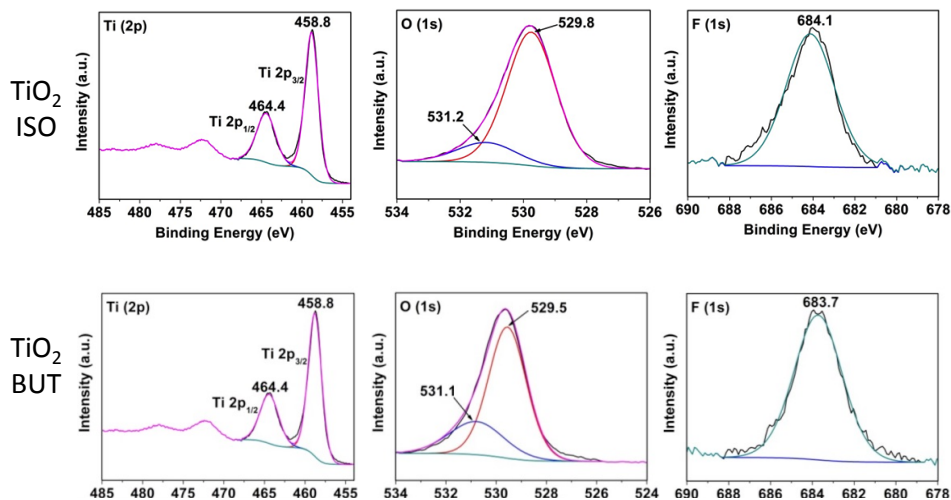 TiO2
ISO
Ti (2p)
458.8
Ti 2p3/2
464.4
Ti 2p1/2
Intensity (a.u.)
485 480 475 470 465 460 455
Binding Energy (eV)
O (1s)
529.8
531.2
Intensity (a.u.)
534 532 530 528 526
Binding Energy (eV)
F (1s)
684.1
Intensity (a.u.)
690 688 686 684 682 680 678
Binding Energy (eV)
TiO2
BUT
Ti (2p)
458.8
Ti 2p3/2
464.4
Ti 2p1/2
Intensity (a.u.)
485 480 475 470 465 460 455
O (1s)
529.5
531.1
Intensity (a.u.)
534 532 530 528 526 524
F (1s)
683.7
Intensity (a.u.)
690 688 686 684 682 680 678